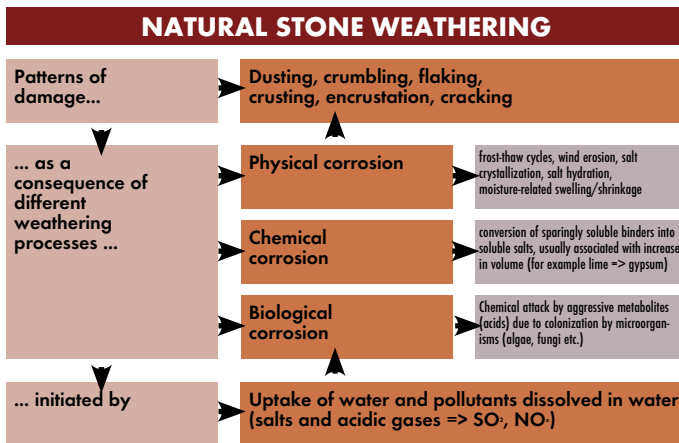 NATURAL STONE WEATHERING
Patterns of
damage...
Dusting, crumbling, flaking,
crusting, encrustation, cracking
... as a
consequence of
different
weathering
processes ...
Physical corrosion
frost-thaw cycles, wind erosion, salt
crystallization, salt hydration,
moisture-related swelling/shrinkage
Chemical
corrosion
conversion of sparingly soluble binders into
soluble salts, usually associated with increase
in volume (for example lime => gypsum)
Biological
corrosion
Chemical attack by aggressive metabolites
(acids) due to colonization by microorgan-
isms (algae, fungi etc.)
... initiated by
Uptake of water and pollutants dissolved in water
(salts and acidic gases => SO₂, NOₓ)